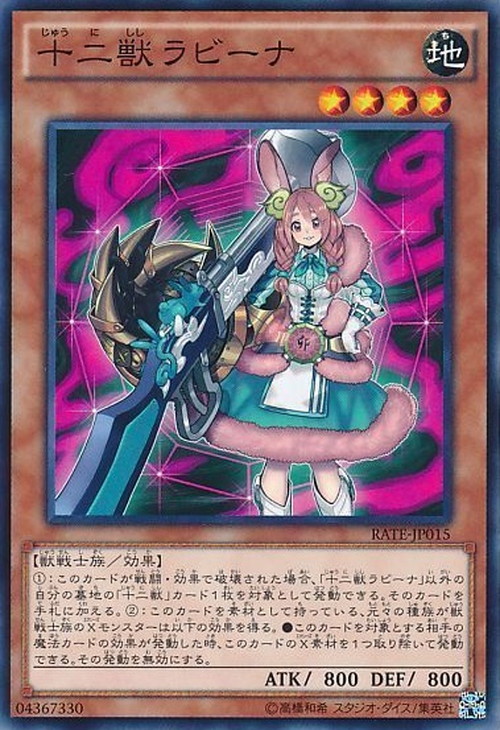 十二獣ラビーナ
地
RATE-JP015
【獣戦士族/効果】
①:このカードが戦闘・効果で破壊された場合、「十二獣ラビーナ」以外の
自分の墓地の「十二獣」カード1枚を対象として発動できる。そのカードを
手札に加える。②:このカードを素材として持っている、元々の種族が獣
戦士族のXモンスターは以下の効果を得る。●このカードを対象とする相手の
魔法カードの効果が発動した時、このカードのX素材を1つ取り除いて発動
できる。その発動を無効にする。
ATK/ 800 DEF/ 800
04367330
©高橋和希 スタジオ・ダイス/集英社